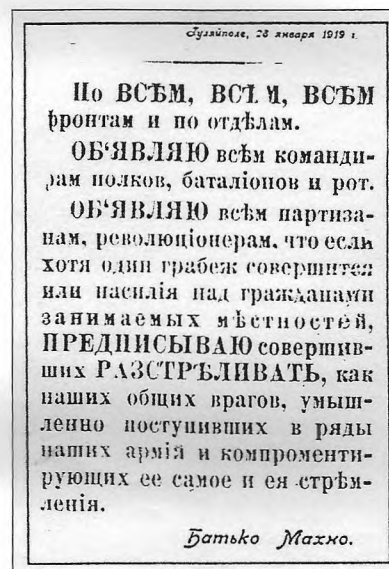 Гуляйполе, 28 января 1919 г.
По ВСѢМ, ВСѢМ, ВСѢМ
фронтам и по отдѣлам.
ОБ‘ЯВЛЯЮ всѣм команди-
рам полков, баталіонов и рот.
ОБ‘ЯВЛЯЮ всѣм партиза-
нам, революціонерам, что если
хотя один грабеж совершится
или насилія над гражданами
занимаемых мѣстностей,
ПРЕДПИСЫВАЮ совершив-
ших РАЗСТРѢЛИВАТЬ, как
наших общих врагов, умыш-
ленно поступивших в ряды
наших армій и компроменти-
рующих ее самое и ея стрѣм-
ленія.
Батько Махно.